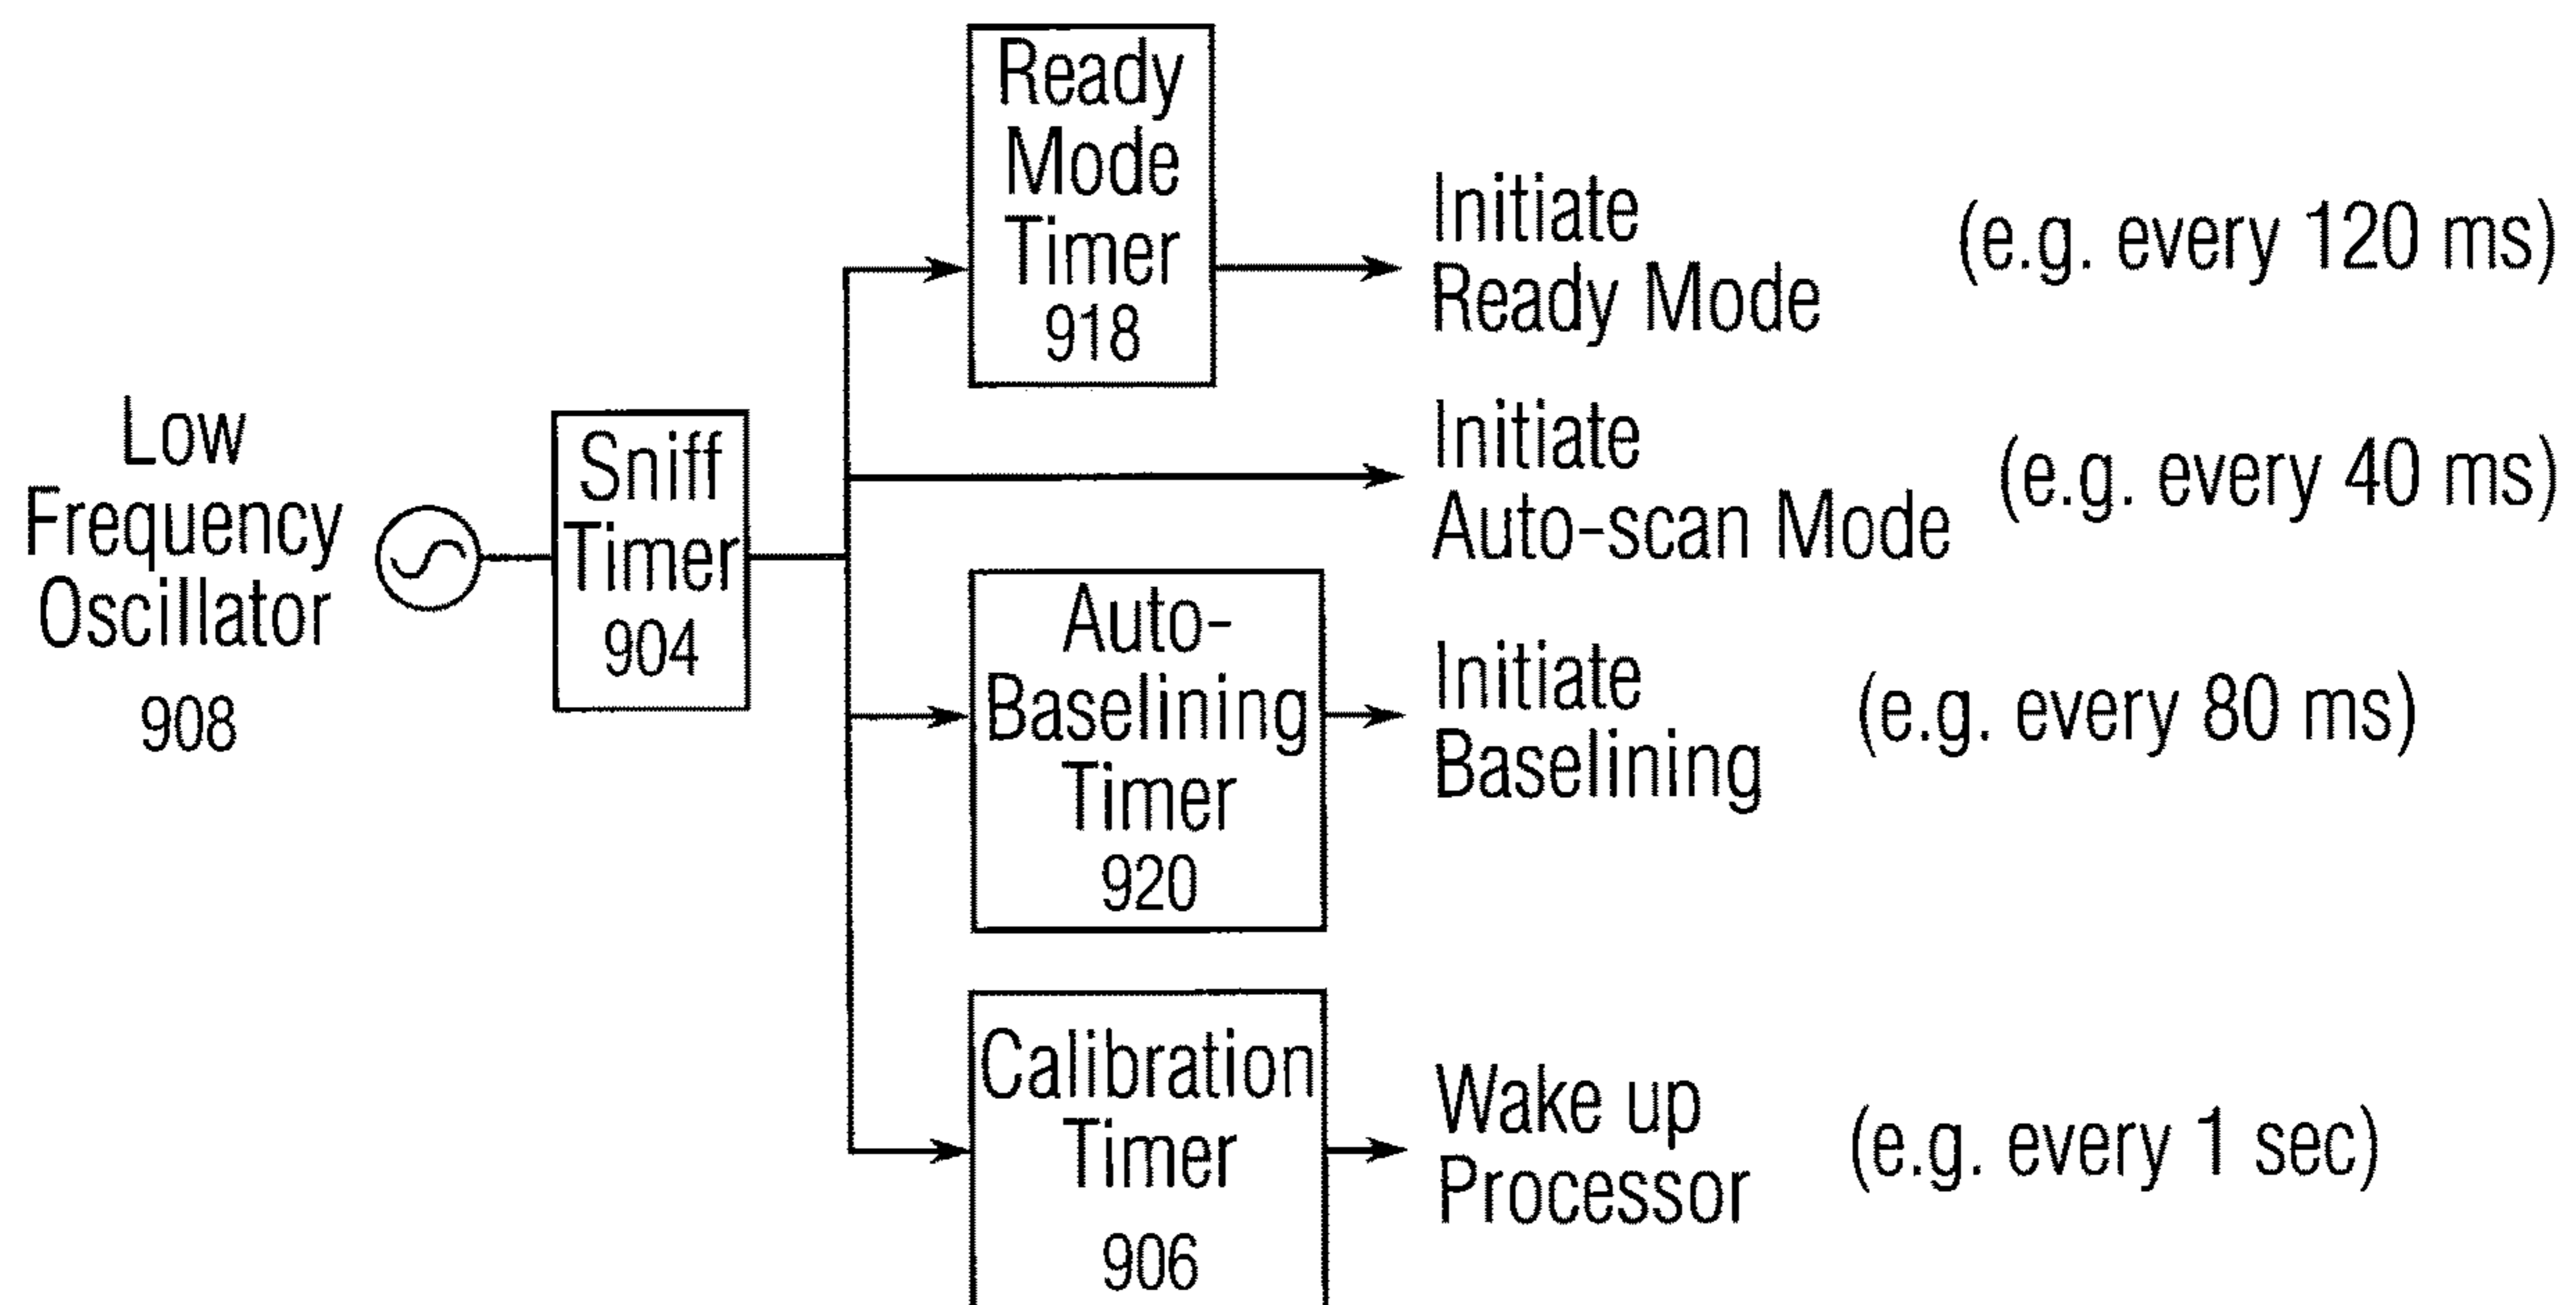 Low
Frequency
Oscillator
908
Sniff
Timer
904
Ready
Mode
Timer
918
Initiate
Ready Mode
(e.g. every 120 ms)
Initiate
Auto-scan Mode
(e.g. every 40 ms)
Auto-
Baselining
Timer
920
Initiate
Baselining
(e.g. every 80 ms)
Calibration
Timer
906
Wake up
Processor
(e.g. every 1 sec)